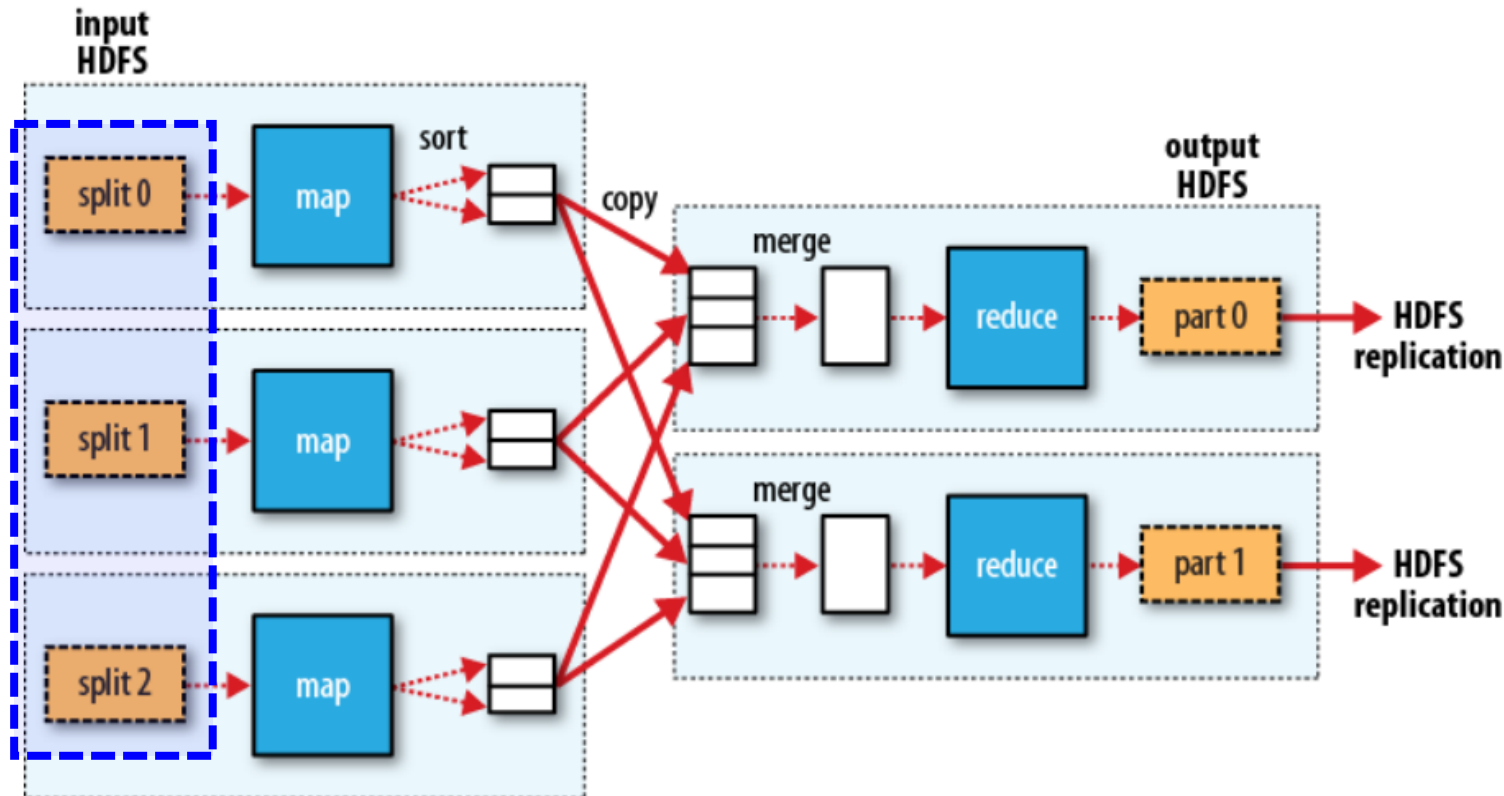 input
HDFS
split 0
map
sort
copy
split 1
map
split 2
map
output
HDFS
merge
reduce
part 0
HDFS
replication
merge
reduce
part 1
HDFS
replication